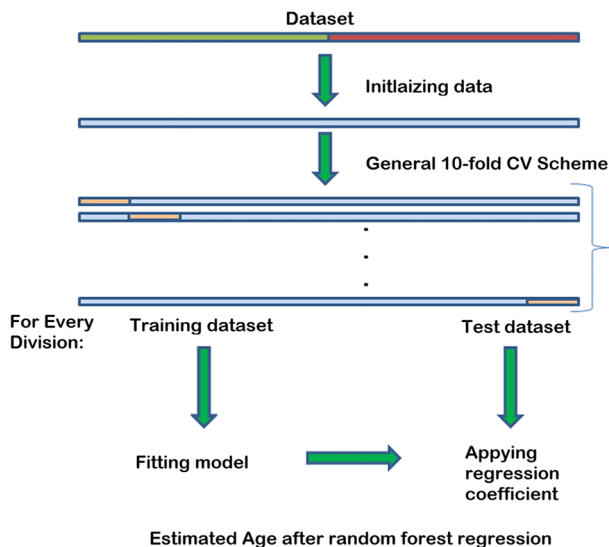 Dataset
Initlaizing data
General 10-fold CV Scheme
For Every
Division:
Training dataset
Test dataset
Fitting model
Appying
regression
coefficient
Estimated Age after random forest regression